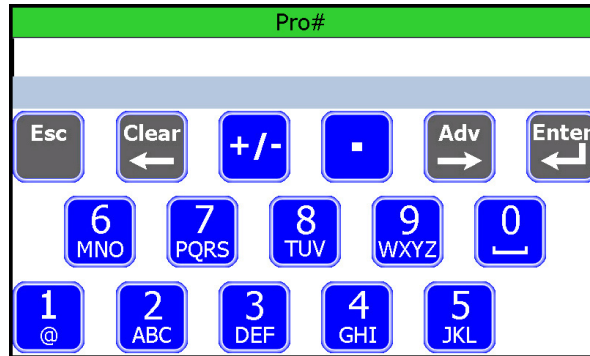 Pro#
Esc Clear +/- . Adv Enter
6 7 8 9 0
MNO PQRS TUV WXYZ
1 2 3 4 5
@ ABC DEF GHI JKL